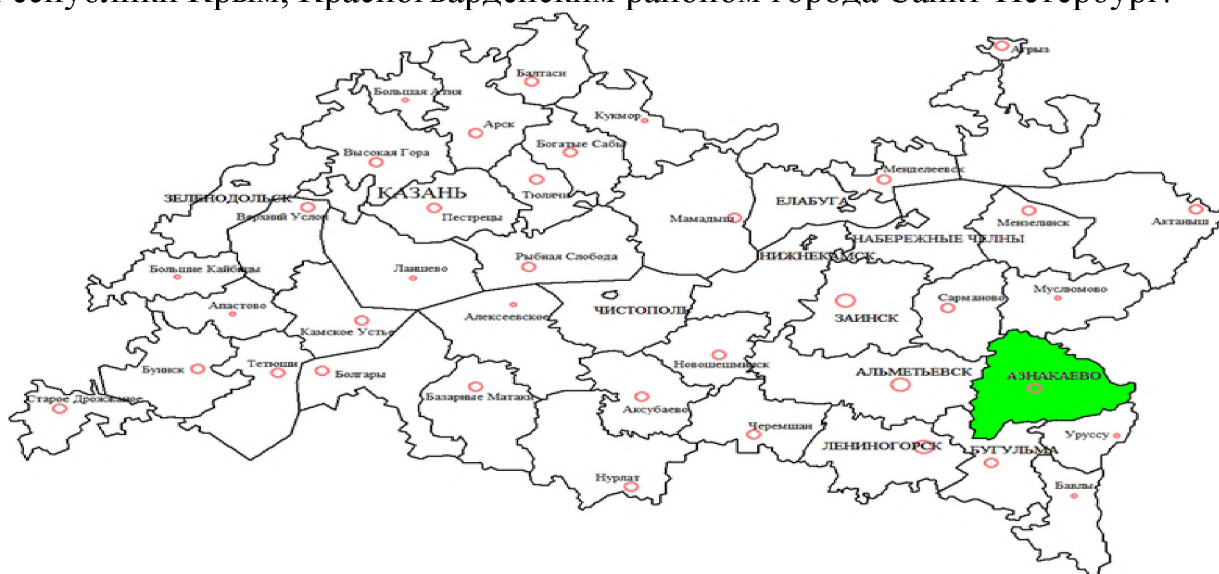 Республики Крым, Красногвардейским районом города Санкт-Петербург.
Агрыз
Балтаси
Большая Атня
Кукмор
Арск
Богатые Сабы
Высокая Гора
Менделеевск
ЗЕЛЕНОДОЛЬСК
КАЗАНЬ
Тюлячи
ЕЛАБУГА
Верхний Услон
Пестрецы
Мамадыш
Мензелинск
Актаныш
НАБЕРЕЖНЫЕ ЧЕЛНЫ
Большие Кайбицы
Лаишево
Рыбная Слобода
НИЖНЕКАМСК
Апастово
Алексеевское
ЧИСТОПОЛЬ
ЗАИНСК
Сарманово
Муслюмово
Камское Устье
Буинск
Тетюши
Болгары
Новошешминск
АЛЬМЕТЬЕВСК
АЗНАКАЕВО
Старое Дрожжаное
Базарные Матаки
Аксубаево
Черемшан
ЛЕНИНОГОРСК
БУГУЛЬМА
Уруссу
Нурлат
Бавлы